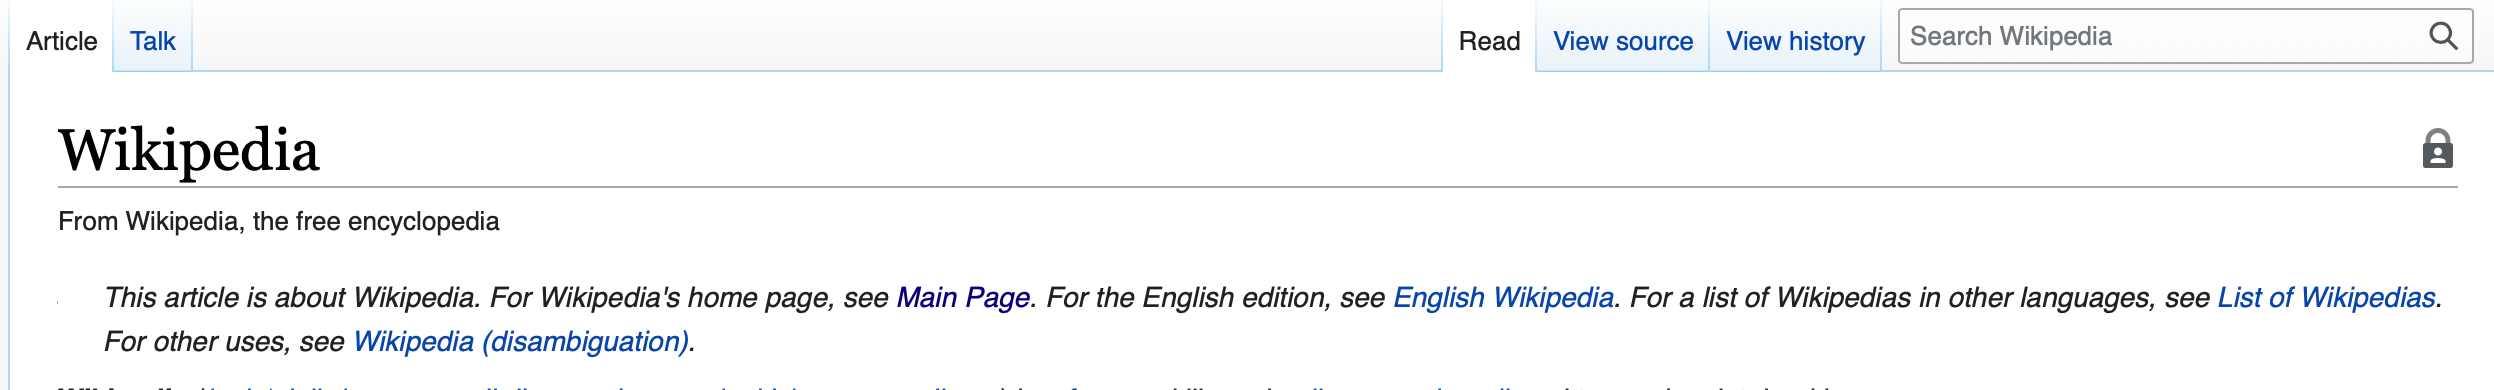 Article Talk Read View source View history Search Wikipedia
Wikipedia
From Wikipedia, the free encyclopedia
This article is about Wikipedia. For Wikipedia's home page, see Main Page. For the English edition, see English Wikipedia. For a list of Wikipedias in other languages, see List of Wikipedias.
For other uses, see Wikipedia (disambiguation).